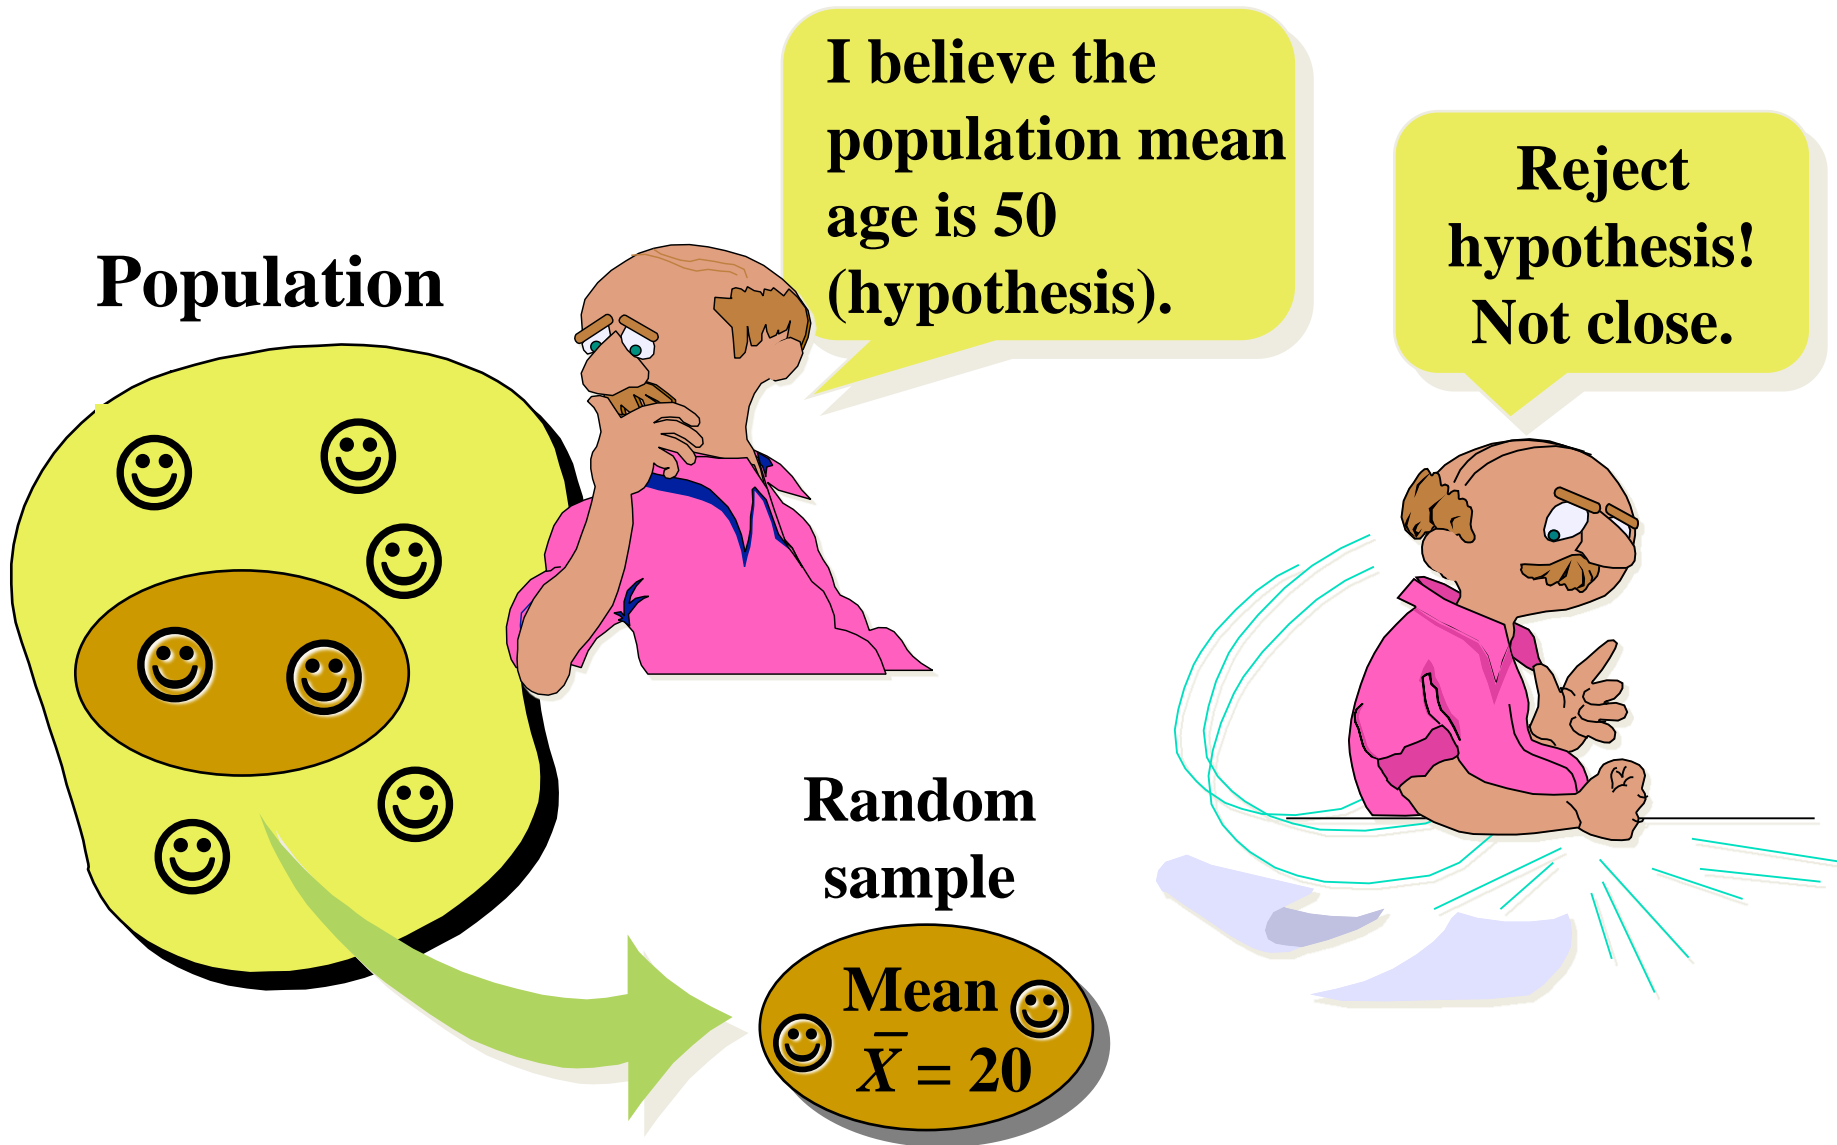 I believe the
population mean
age is 50
(hypothesis).
Reject
hypothesis!
Not close.
Population
Random
sample
Mean
X̄ = 20